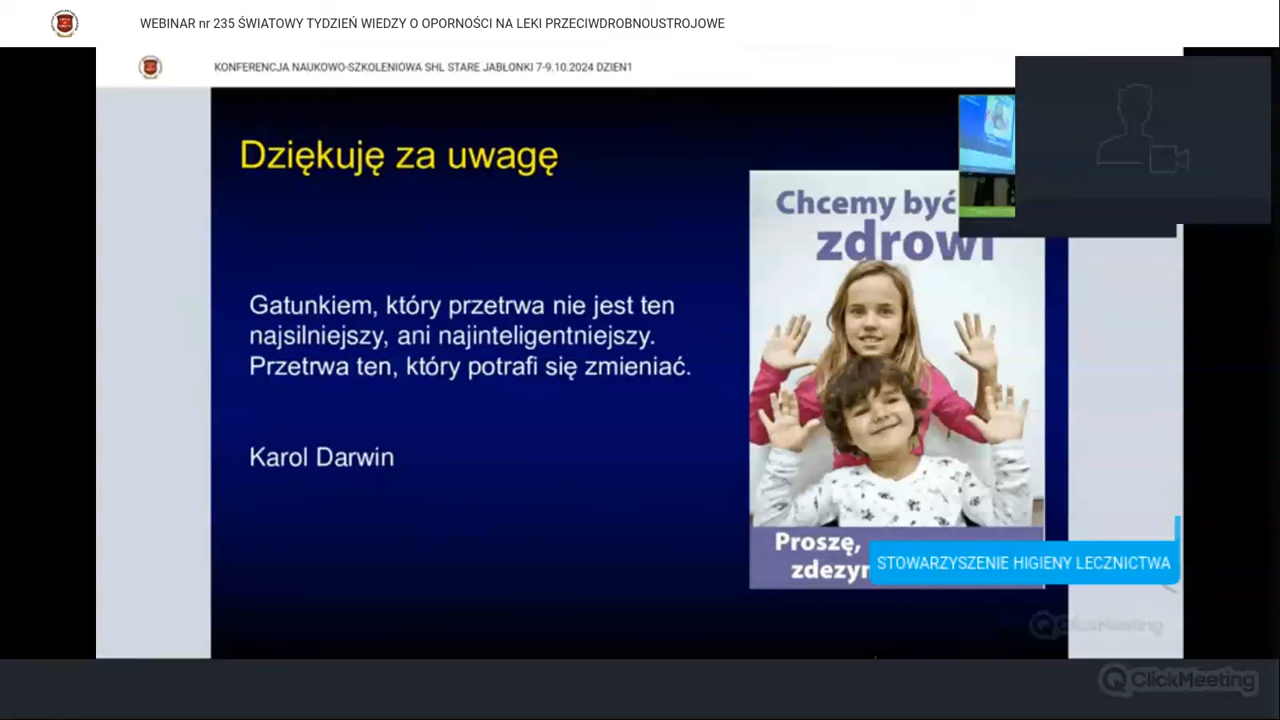 WEBINAR nr 235 ŚWIATOWY TYDZIEŃ WIEDZY O OPORNOŚCI NA LEKI PRZECIWDROBNOUSTROJOWE
KONFERENCJA NAUKOWO-SZKOLENIOWA SHL STARE JABŁONKI 7-9.10.2024 DZIEN1
Dziękuję za uwagę
Gatunkiem, który przetrwa nie jest ten
najsilniejszy, ani najinteligentniejszy.
Przetrwa ten, który potrafi się zmieniać.
Karol Darwin
Chcemy być
zdrowi
Proszę,
STOWARZYSZENIE HIGIENY LECZNICTWA
ClickMeeting
ClickMeeting